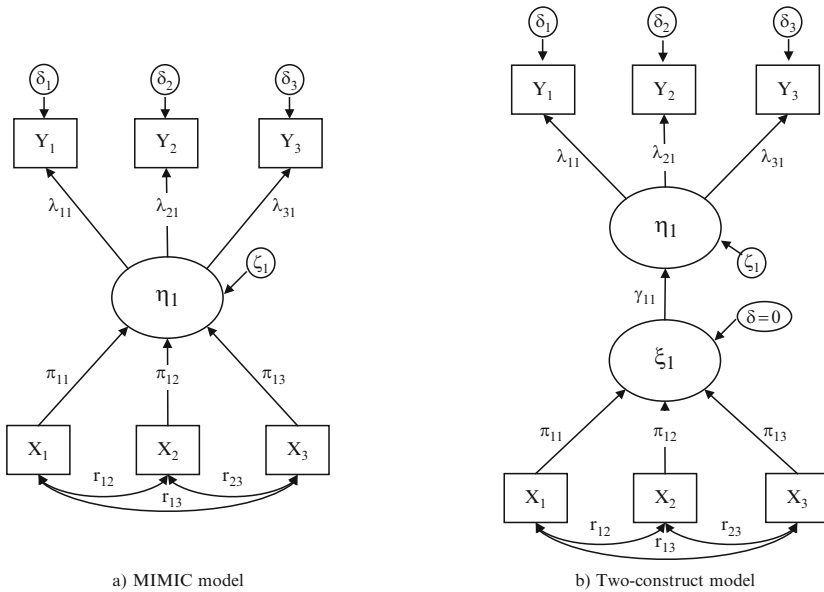 δ₁ δ₂ δ₃
Y₁ Y₂ Y₃
λ₁₁ λ₂₁ λ₃₁
ζ₁
η₁
π₁₁ π₁₂ π₁₃
X₁ X₂ X₃
r₁₂ r₂₃
r₁₃
a) MIMIC model
δ₁ δ₂ δ₃
Y₁ Y₂ Y₃
λ₁₁ λ₂₁ λ₃₁
η₁
ζ₁
γ₁₁
δ=0
ξ₁
π₁₁ π₁₂ π₁₃
X₁ X₂ X₃
r₁₂ r₂₃
r₁₃
b) Two-construct model